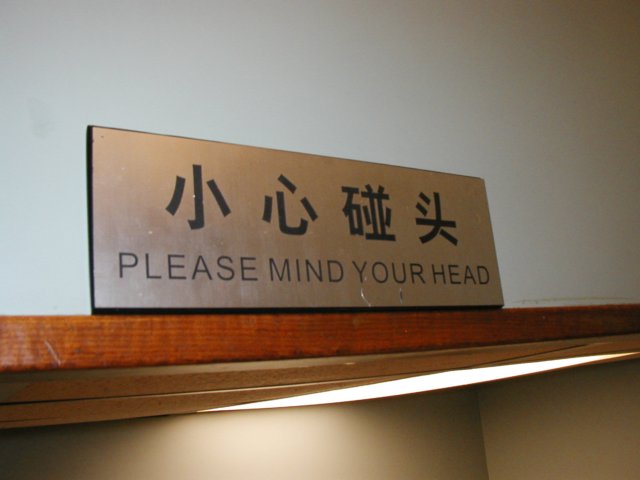 小心碰头
PLEASE MIND YOUR HEAD